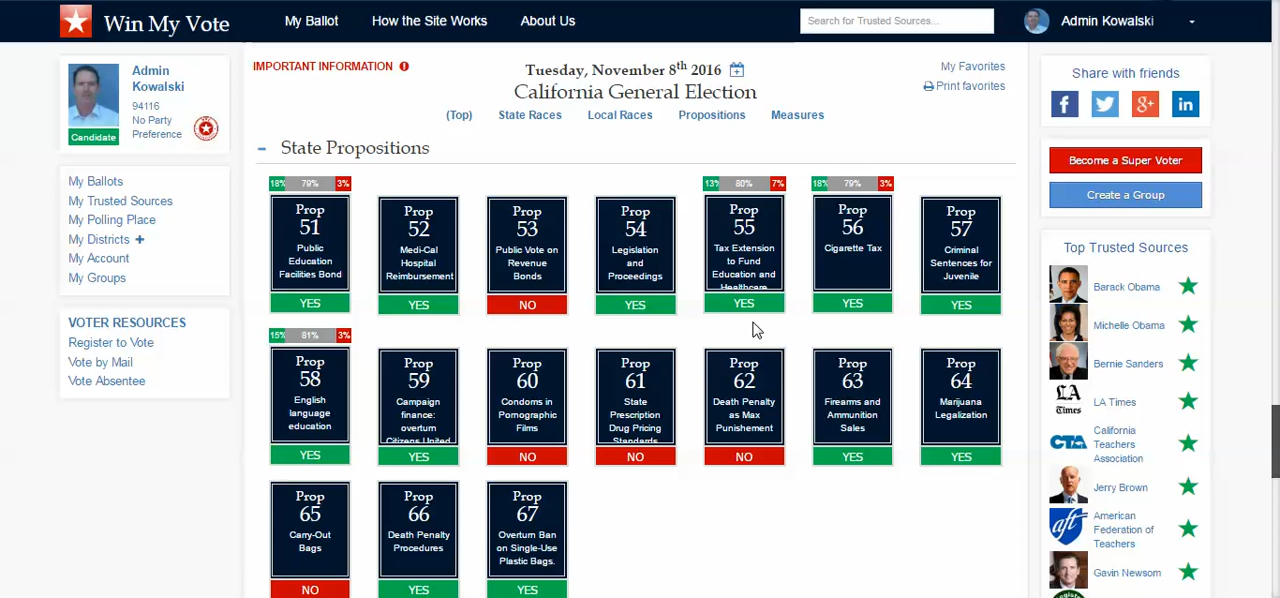 Win My Vote
My Ballot
How the Site Works
About Us
Search for Trusted Sources...
Admin Kowalski
Admin
Kowalski
94116
No Party
Preference
Candidate
My Ballots
My Trusted Sources
My Polling Place
My Districts +
My Account
My Groups
VOTER RESOURCES
Register to Vote
Vote by Mail
Vote Absentee
IMPORTANT INFORMATION
Tuesday, November 8th 2016
California General Election
My Favorites
Print favorites
(Top)
State Races
Local Races
Propositions
Measures
− State Propositions
18% 79% 3%
Prop
51
Public
Education
Facilities Bond
YES
Prop
52
Medi-Cal
Hospital
Reimbursement
YES
Prop
53
Public Vote on
Revenue
Bonds
NO
Prop
54
Legislation
and
Proceedings
YES
13% 80% 7%
Prop
55
Tax Extension
to Fund
Education and
Healthcare
YES
18% 79% 3%
Prop
56
Cigarette Tax
YES
Prop
57
Criminal
Sentences for
Juvenile
YES
15% 81% 3%
Prop
58
English
language
education
YES
Prop
59
Campaign
finance:
overturn
Citizens United
YES
Prop
60
Condoms in
Pornographic
Films
NO
Prop
61
State
Prescription
Drug Pricing
Standards
NO
Prop
62
Death Penalty
as Max
Punishement
NO
Prop
63
Firearms and
Ammunition
Sales
YES
Prop
64
Marijuana
Legalization
YES
Prop
65
Carry-Out
Bags
NO
Prop
66
Death Penalty
Procedures
YES
Prop
67
Overturn Ban
on Single-Use
Plastic Bags.
YES
Share with friends
f
g+
in
Become a Super Voter
Create a Group
Top Trusted Sources
Barack Obama
Michelle Obama
Bernie Sanders
LA
Times
LA Times
CTA
California
Teachers
Association
Jerry Brown
aft
American
Federation of
Teachers
Gavin Newsom